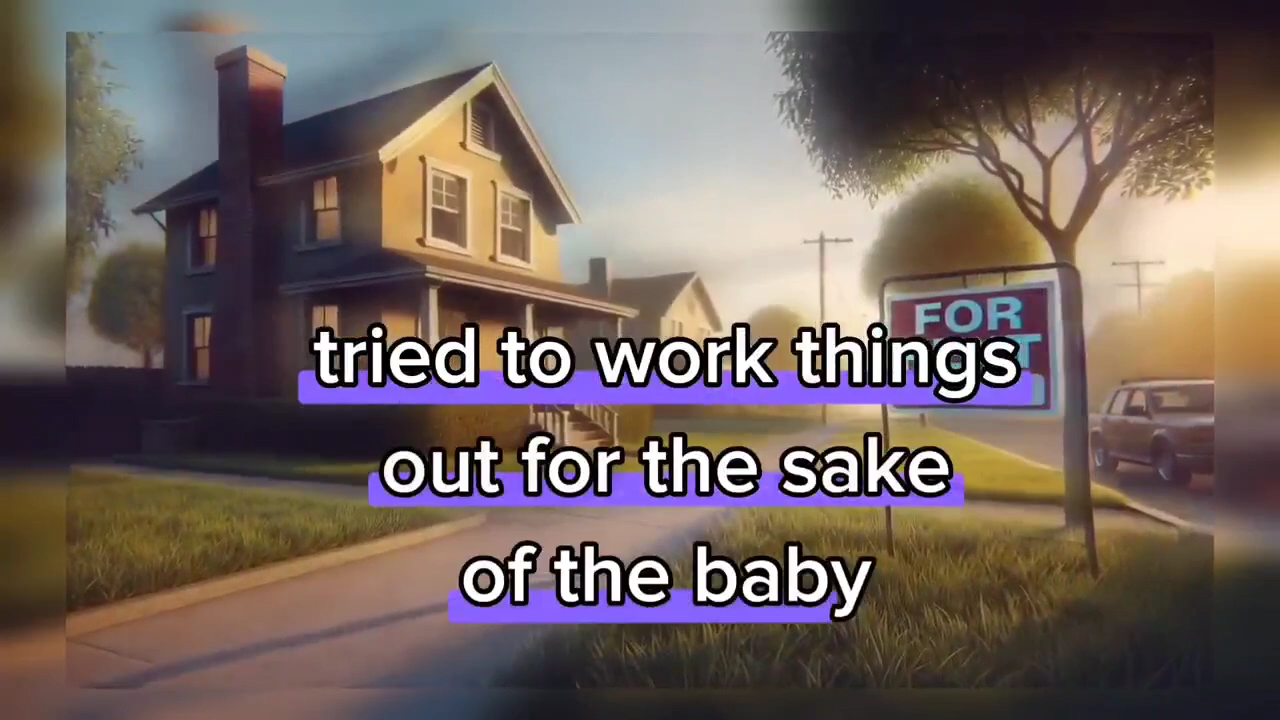 FOR
tried to work things
out for the sake
of the baby